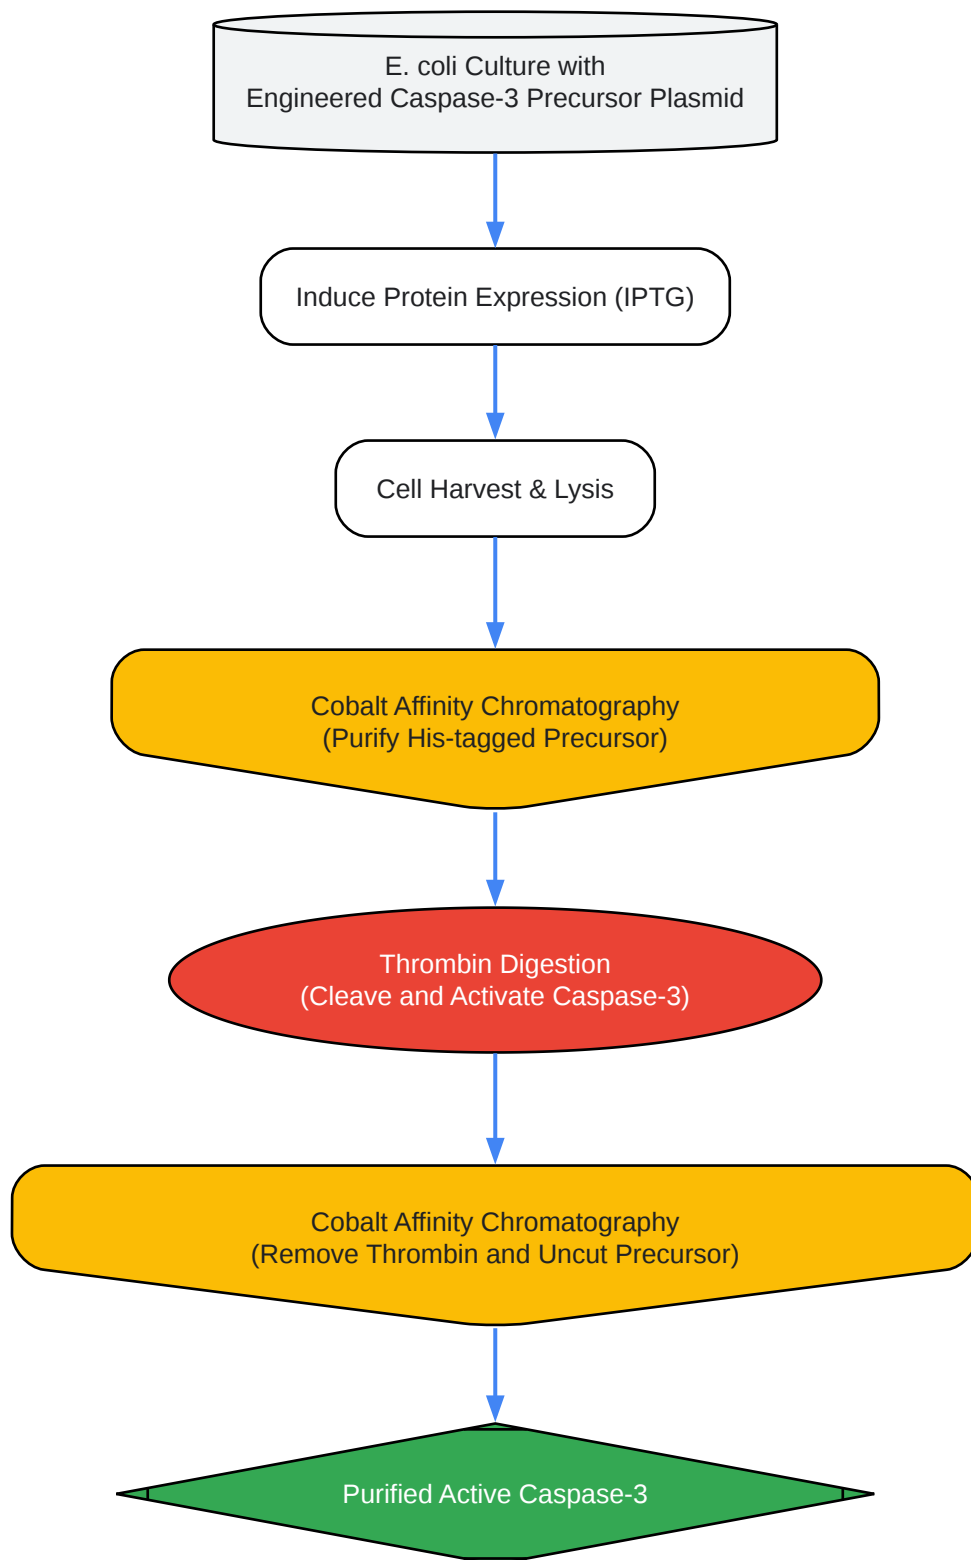 E. coli Culture with
Engineered Caspase-3 Precursor Plasmid
Induce Protein Expression (IPTG)
Cell Harvest & Lysis
Cobalt Affinity Chromatography
(Purify His-tagged Precursor)
Thrombin Digestion
(Cleave and Activate Caspase-3)
Cobalt Affinity Chromatography
(Remove Thrombin and Uncut Precursor)
Purified Active Caspase-3